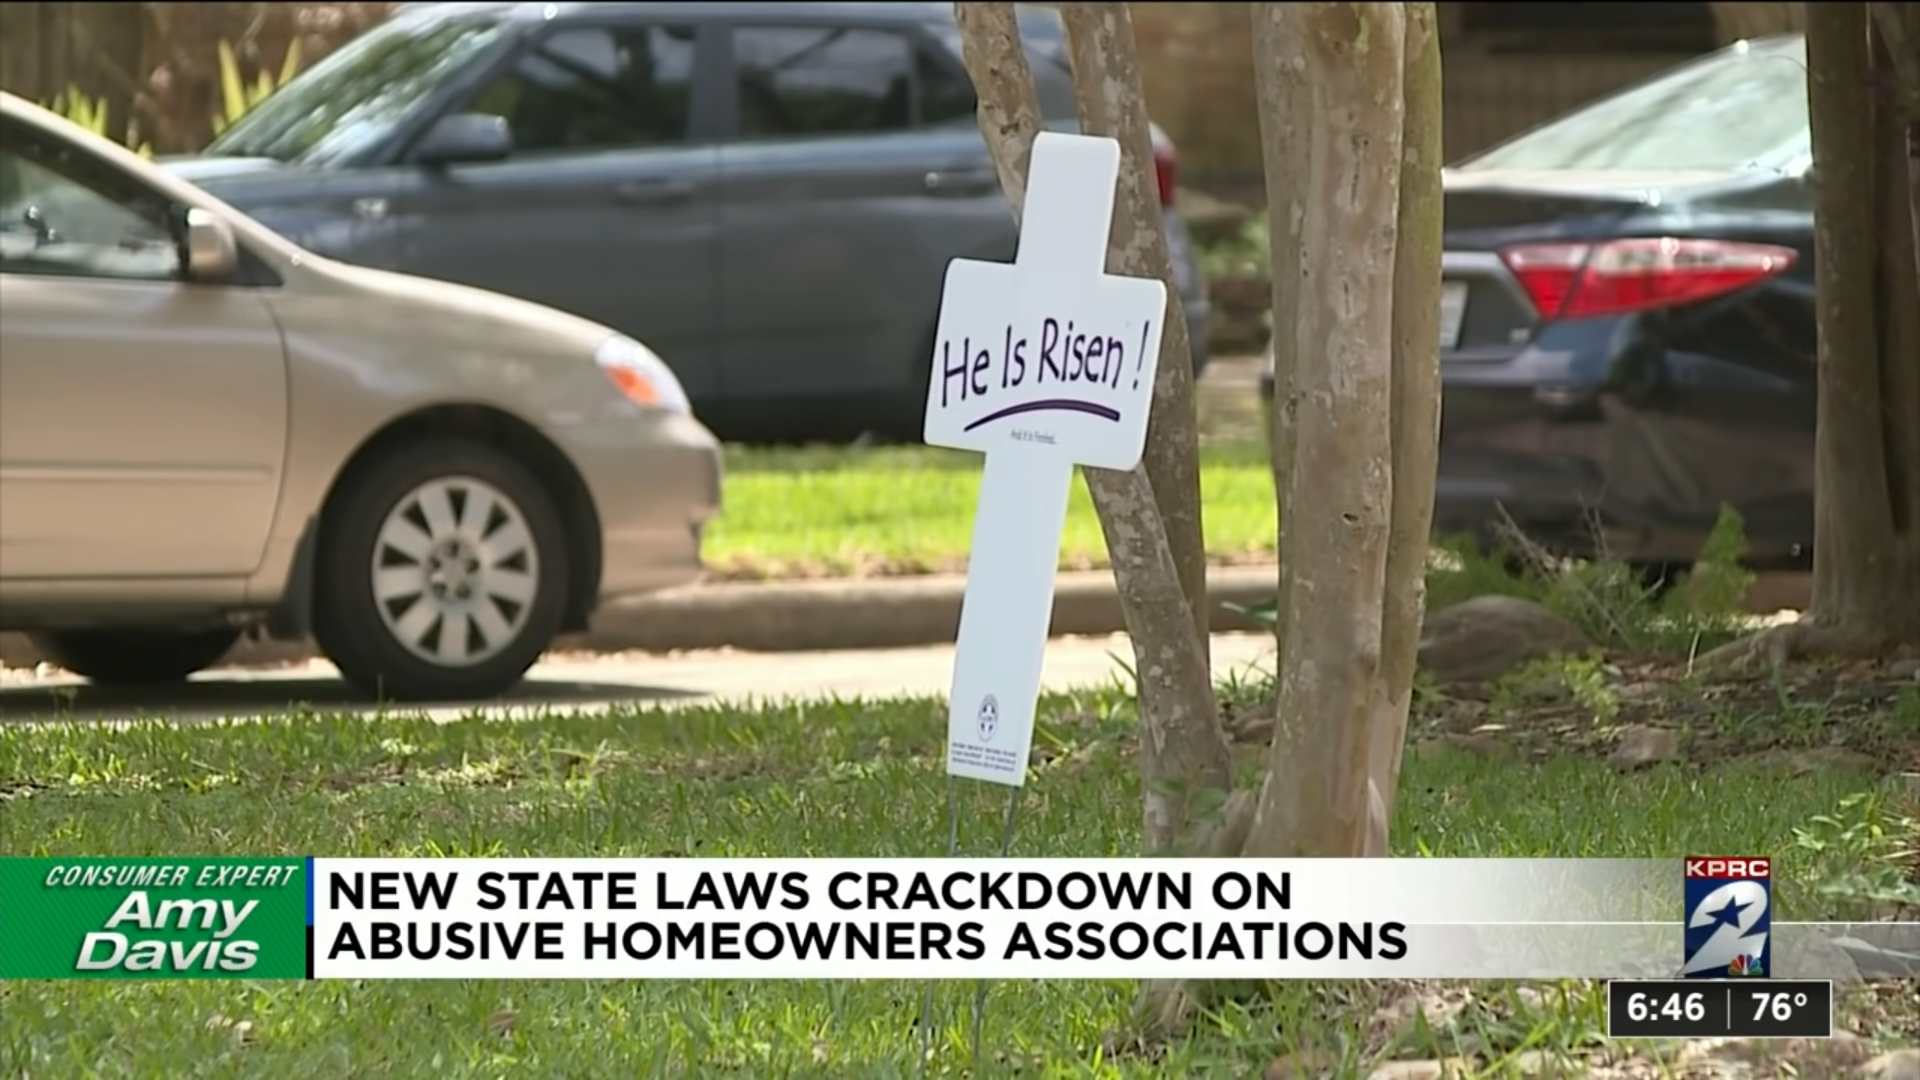 He Is Risen!
CONSUMER EXPERT
Amy
Davis
NEW STATE LAWS CRACKDOWN ON
ABUSIVE HOMEOWNERS ASSOCIATIONS
KPRC
2
6:46 76°